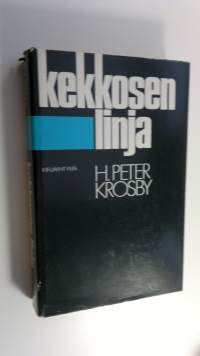 kekkosen
linja
H. PETER
KROSBY